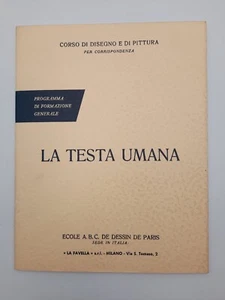 CORSO DI DISEGNO E DI PITTURA
PER CORRISPONDENZA
PROGRAMMA
DI FORMAZIONE
GENERALE
LA TESTA UMANA
ECOLE A B. C. DE DESSIN DE PARIS
SEDE IN ITALIA
« LA FAVELLA » s.r.l. - MILANO - Via S. Tomaso, 2